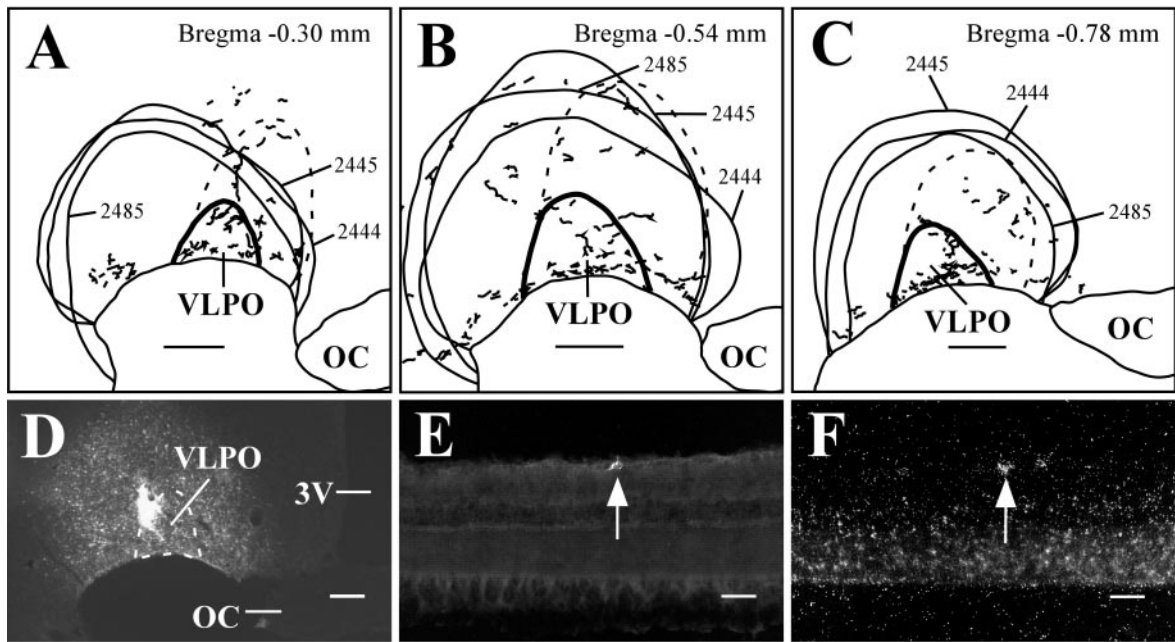 A
Bregma -0.30 mm
2445
2485
2444
VLPO
OC
B
Bregma -0.54 mm
2485
2445
2444
VLPO
OC
C
Bregma -0.78 mm
2445
2444
2485
VLPO
OC
D
VLPO
3V
OC
E
F